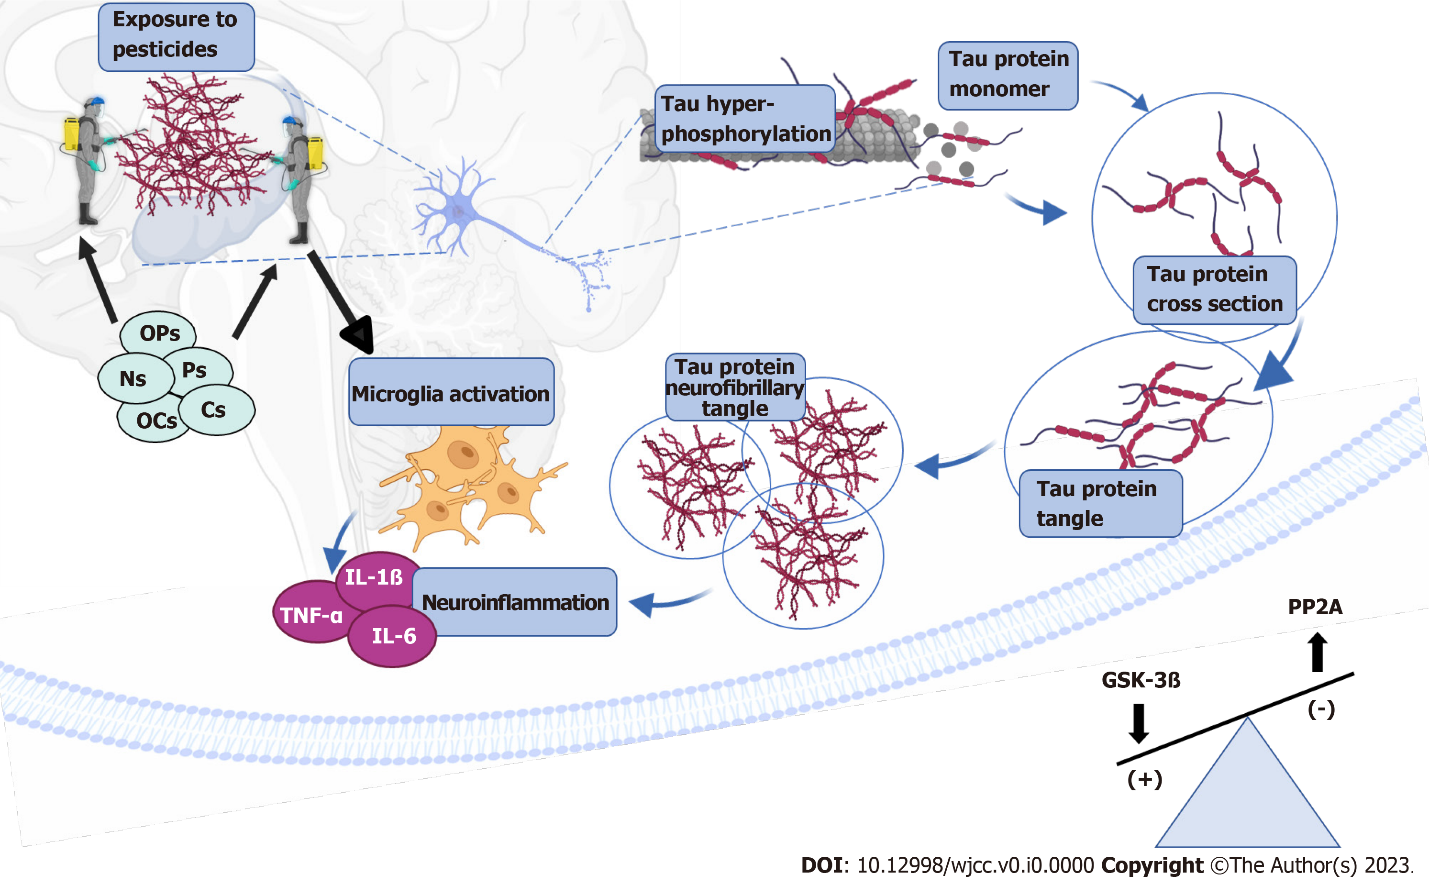 Exposure to
pesticides
Tau hyper-
phosphorylation
Tau protein
monomer
Tau protein
cross section
Tau protein
tangle
Tau protein
neurofibrillary
tangle
OPs
Ns
Ps
OCs
Cs
Microglia activation
IL-1ß
TNF-α
IL-6
Neuroinflammation
PP2A
GSK-3ß
(-)
(+)
DOI: 10.12998/wjcc.v0.i0.0000 Copyright ©The Author(s) 2023.